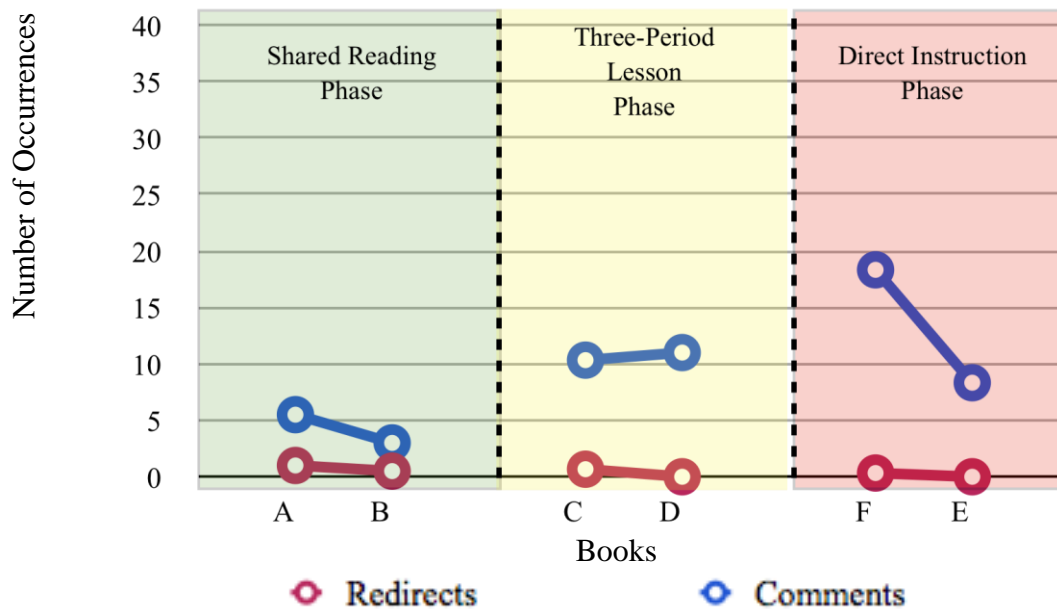 Number of Occurrences
40
35
30
25
20
15
10
5
0
Shared Reading
Phase
Three-Period
Lesson
Phase
Direct Instruction
Phase
A B C D F E
Books
Redirects Comments